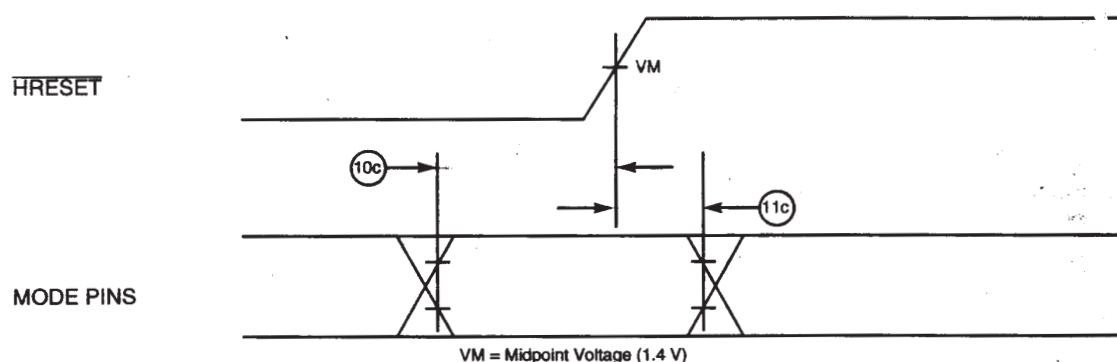 HRESET
VM
10c
11c
MODE PINS
VM = Midpoint Voltage (1.4 V)